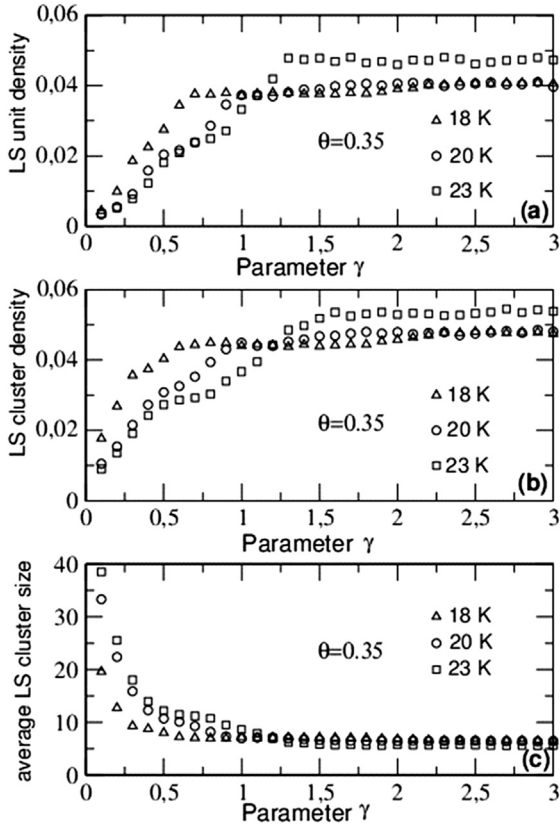 0,06
0,04
0,02
0
LS unit density
θ=0.35
18 K
20 K
23 K
(a)
0 0,5 1 1,5 2 2,5 3
Parameter γ
0,06
0,04
0,02
0
LS cluster density
θ=0.35
18 K
20 K
23 K
(b)
0 0,5 1 1,5 2 2,5 3
Parameter γ
40
30
20
10
0
average LS cluster size
θ=0.35
18 K
20 K
23 K
(c)
0 0,5 1 1,5 2 2,5 3
Parameter γ